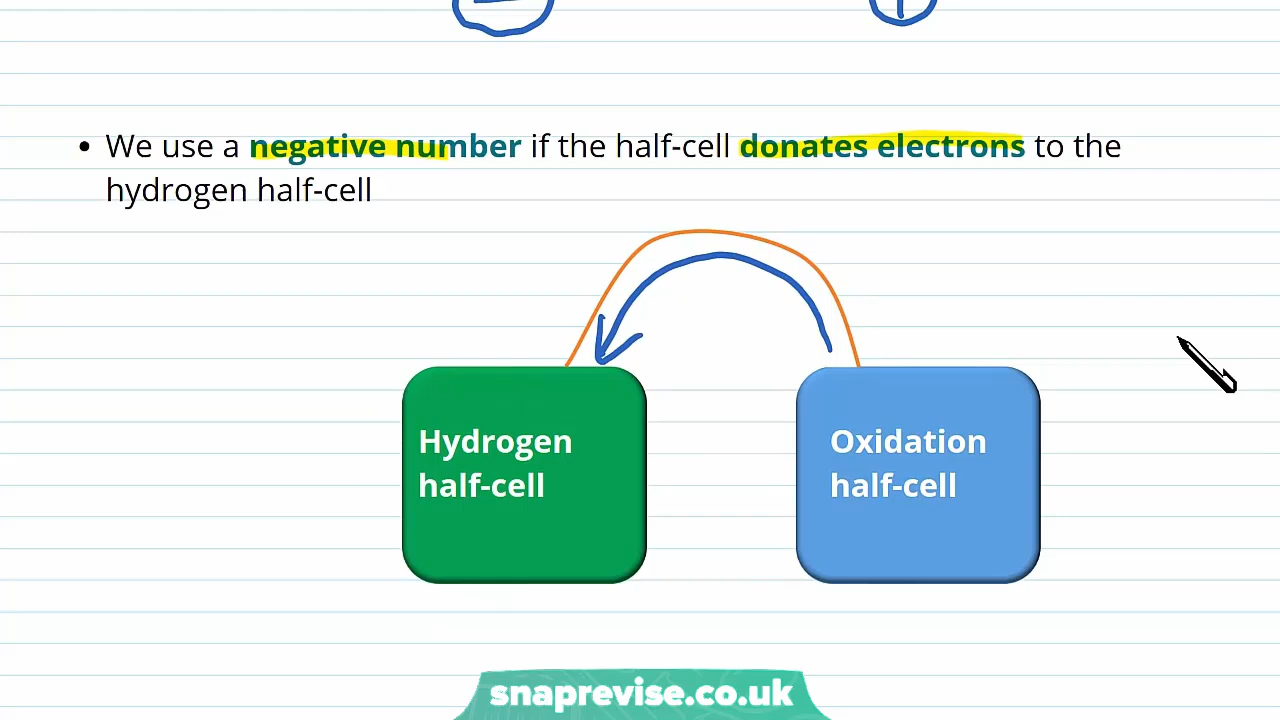 • We use a negative number if the half-cell donates electrons to the
hydrogen half-cell
Hydrogen
half-cell
Oxidation
half-cell
snaprevise.co.uk